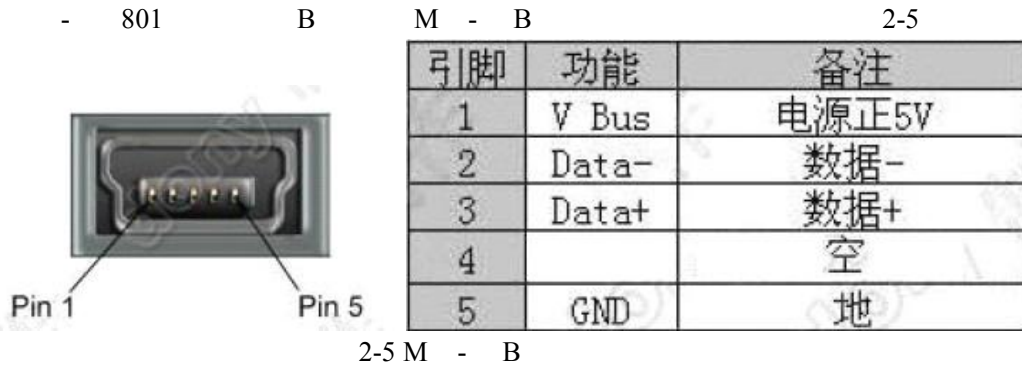 - 801 B M - B 2-5
引脚 功能 备注
1 V Bus 电源正5V
2 Data- 数据-
3 Data+ 数据+
4 空
5 GND 地
Pin 1 Pin 5
2-5 M - B